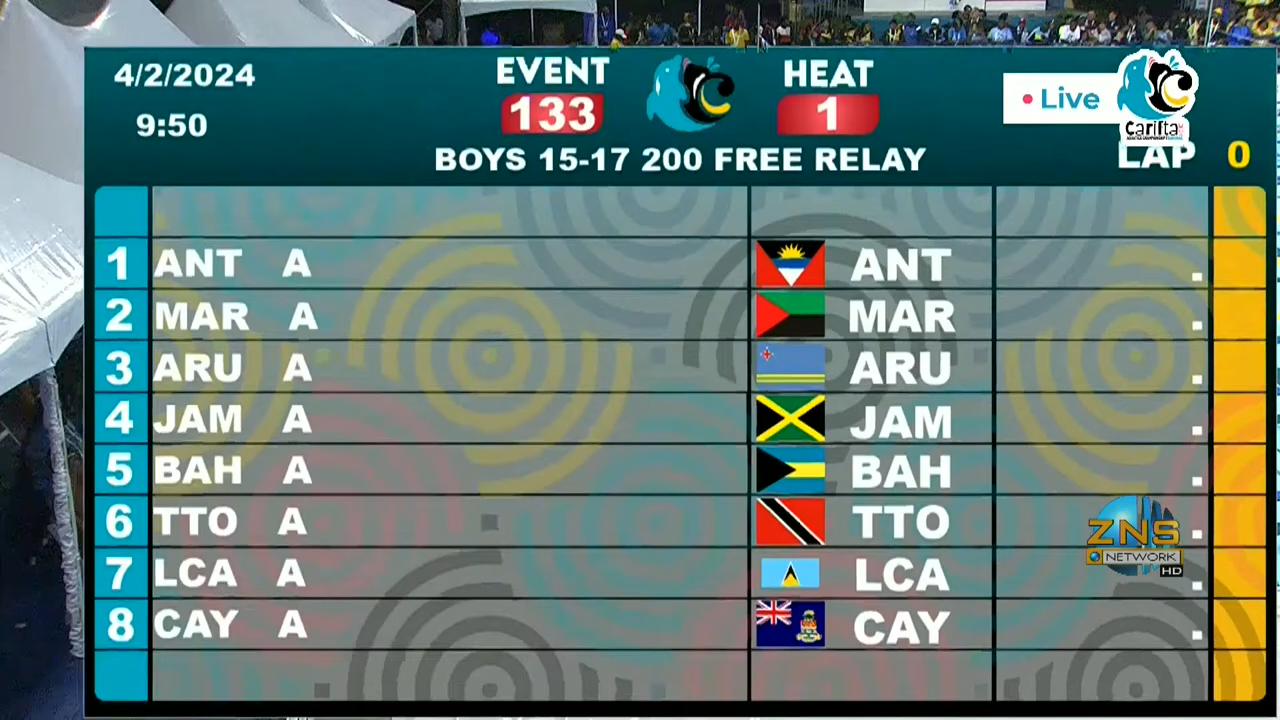 4/2/2024 EVENT HEAT
9:50 133 1
Live
Carifta
BOYS 15-17 200 FREE RELAY
LAP 0
1 ANT A ANT .
2 MAR A MAR .
3 ARU A ARU .
4 JAM A JAM .
5 BAH A BAH .
6 TTO A TTO .
7 LCA A LCA .
8 CAY A CAY .
ZNS
NETWORK
HD